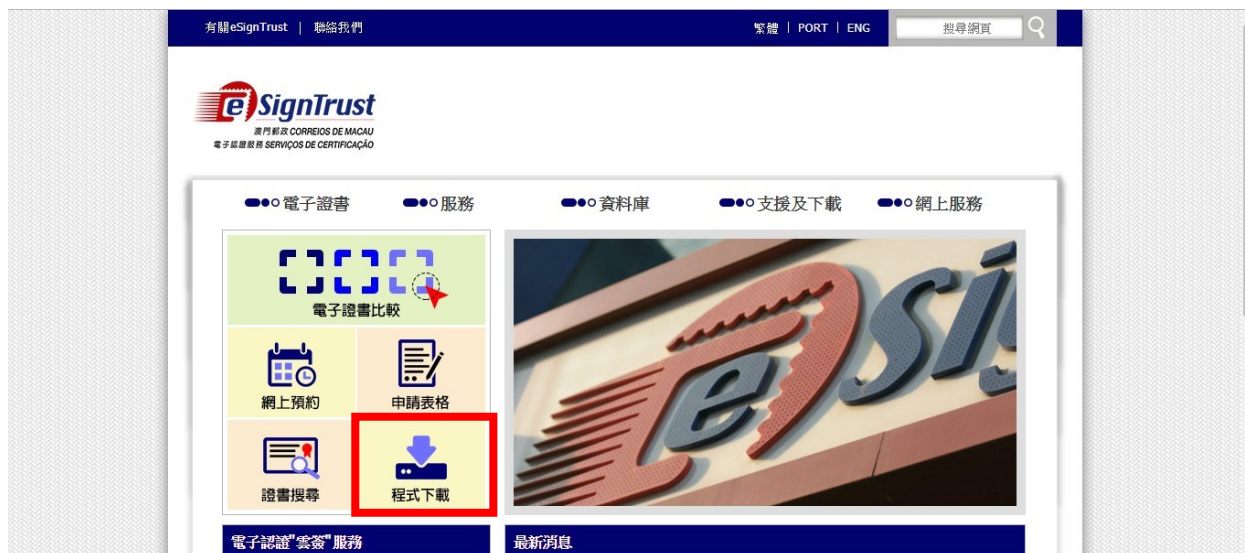 有關eSignTrust | 聯絡我們
繁體 | PORT | ENG
搜尋網頁
eSignTrust
澳門郵政 CORREIOS DE MACAU
電子認證服務 SERVIÇOS DE CERTIFICAÇÃO
電子證書
服務
資料庫
支援及下載
網上服務
電子證書比較
網上預約
申請表格
證書搜尋
程式下載
eSi
電子認證"雲簽"服務
最新消息